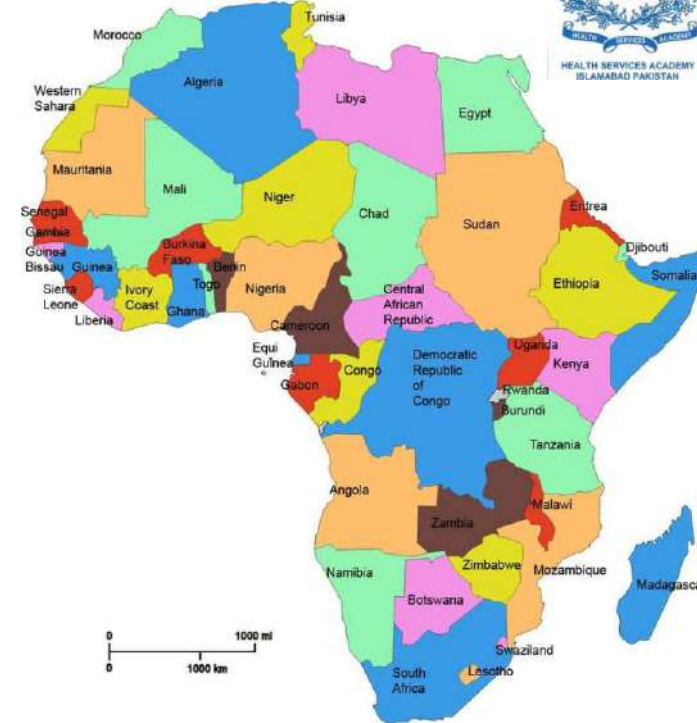 Tunisia
HEALTH SERVICES ACADEMY
HEALTH SERVICES ACADEMY
ISLAMABAD PAKISTAN
Morocco
Algeria
Libya
Egypt
Western
Sahara
Mauritania
Mali
Niger
Chad
Sudan
Eritrea
Senegal
Gambia
Guinea
Bissau
Guinea
Burkina
Faso
Benin
Djibouti
Somalia
Sierra
Leone
Ivory
Coast
Togo
Nigeria
Ethiopia
Liberia
Ghana
Central
African
Republic
Cameroon
Equi
Guinea
Gabon
Congo
Democratic
Republic
of
Congo
Uganda
Kenya
Rwanda
Burundi
Tanzania
Angola
Malawi
Zambia
Mozambique
Zimbabwe
Namibia
Botswana
Madagasca
Swaziland
Lesotho
South
Africa
0 1000 mi
0 1000 km